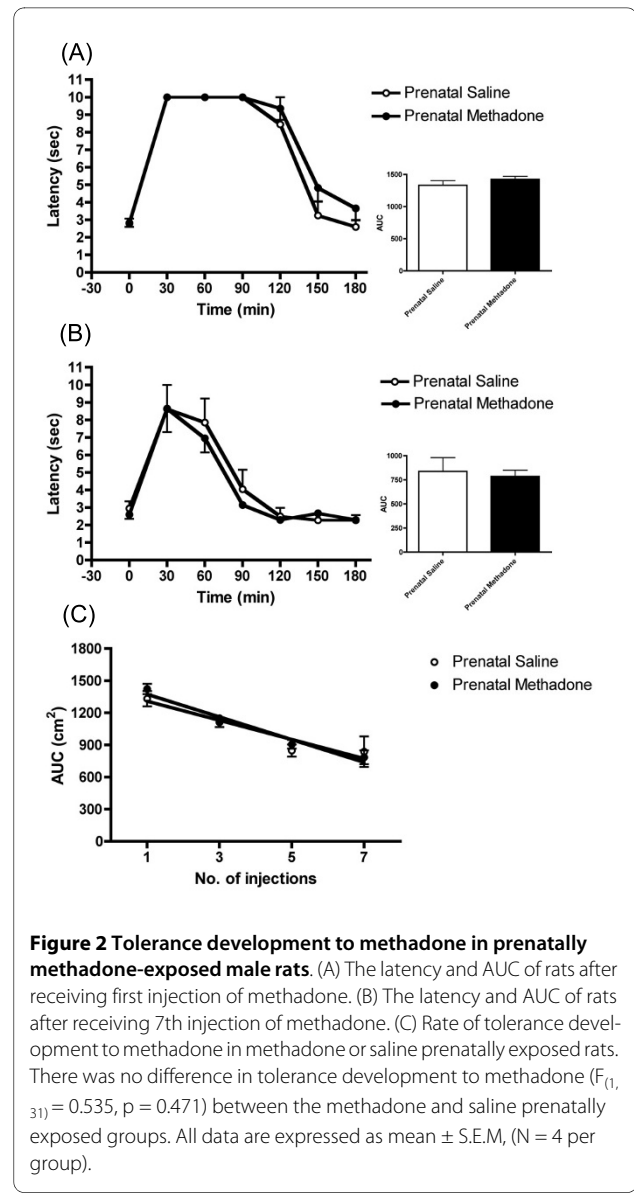 (A)
11
10
9
8
7
6
5
4
3
2
1
0
Latency (sec)
-30 0 30 60 90 120 150 180
Time (min)
Prenatal Saline
Prenatal Methadone
1500
1000
500
0
AUC
Prenatal Saline
Prenatal Mehtadone
(B)
11
10
9
8
7
6
5
4
3
2
1
0
Latency (sec)
-30 0 30 60 90 120 150 180
Time (min)
Prenatal Saline
Prenatal Methadone
1000
750
500
250
0
AUC
Prenatal Saline
Prenatal Methadone
(C)
1800
1500
1200
900
600
300
0
AUC (cm²)
1 3 5 7
No. of injections
Prenatal Saline
Prenatal Methadone
Figure 2 Tolerance development to methadone in prenatally
methadone-exposed male rats. (A) The latency and AUC of rats after
receiving first injection of methadone. (B) The latency and AUC of rats
after receiving 7th injection of methadone. (C) Rate of tolerance devel-
opment to methadone in methadone or saline prenatally exposed rats.
There was no difference in tolerance development to methadone (F(1,
31) = 0.535, p = 0.471) between the methadone and saline prenatally
exposed groups. All data are expressed as mean ± S.E.M, (N = 4 per
group).